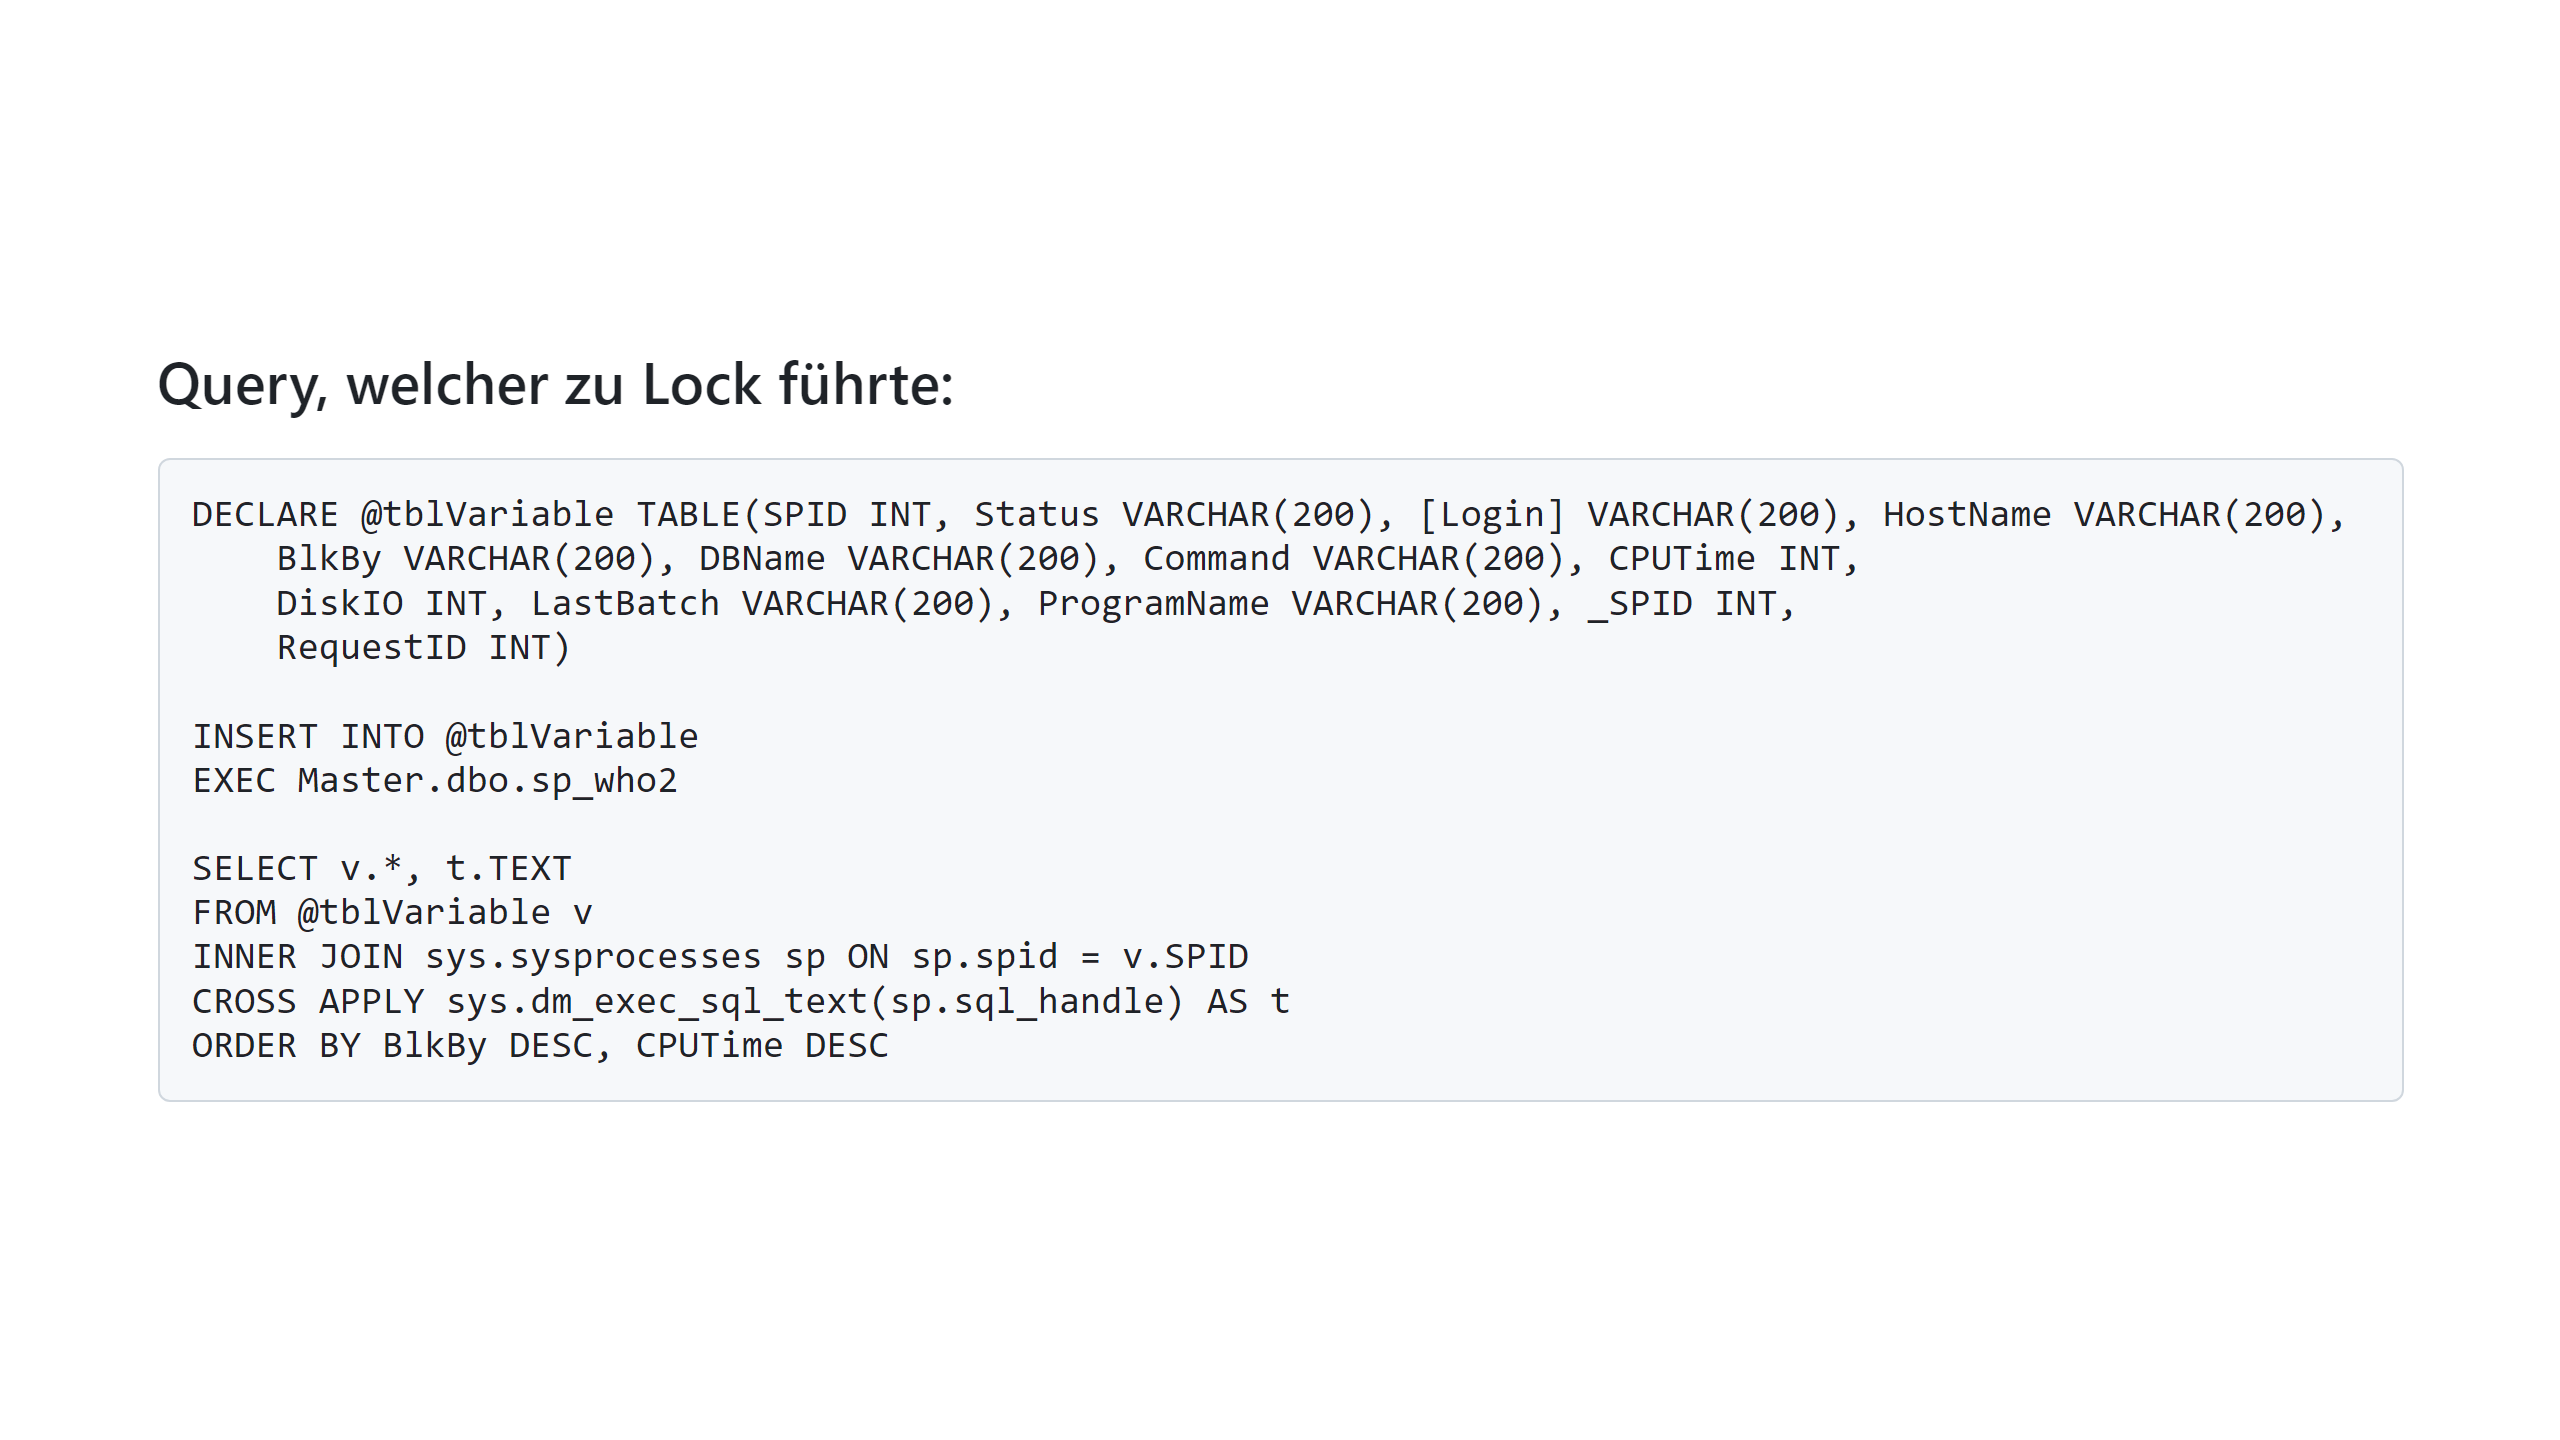 Query, welcher zu Lock führte:
DECLARE @tblVariable TABLE(SPID INT, Status VARCHAR(200), [Login] VARCHAR(200), HostName VARCHAR(200),
    BlkBy VARCHAR(200), DBName VARCHAR(200), Command VARCHAR(200), CPUTime INT,
    DiskIO INT, LastBatch VARCHAR(200), ProgramName VARCHAR(200), _SPID INT,
    RequestID INT)
INSERT INTO @tblVariable
EXEC Master.dbo.sp_who2
SELECT v.*, t.TEXT
FROM @tblVariable v
INNER JOIN sys.sysprocesses sp ON sp.spid = v.SPID
CROSS APPLY sys.dm_exec_sql_text(sp.sql_handle) AS t
ORDER BY BlkBy DESC, CPUTime DESC